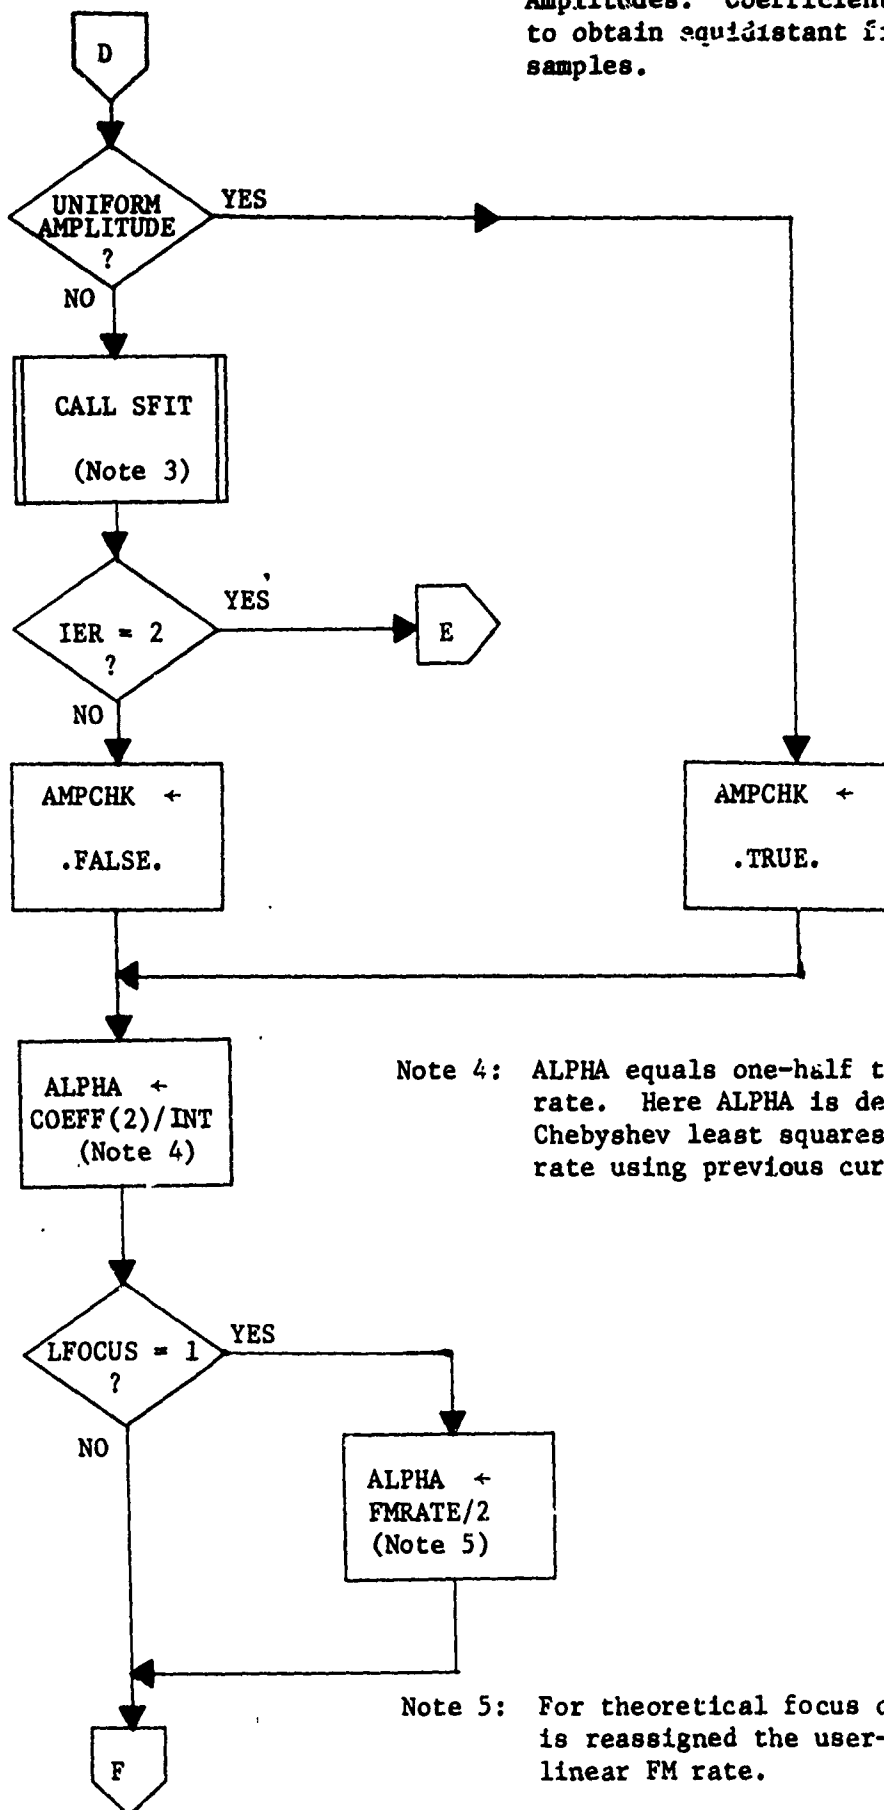 Amplitudes. Coefficient
to obtain equidistant
samples.
D
UNIFORM
AMPLITUDE
?
YES
NO
CALL SFIT
(Note 3)
IER = 2
?
YES
E
NO
AMPCHK ←
.FALSE.
AMPCHK ←
.TRUE.
ALPHA ←
COEFF(2)/INT
(Note 4)
Note 4: ALPHA equals one-half t
rate. Here ALPHA is de
Chebyshev least squares
rate using previous cur
LFOCUS = 1
?
YES
NO
ALPHA ←
FMRATE/2
(Note 5)
Note 5: For theoretical focus
is reassigned the user-
linear FM rate.
F